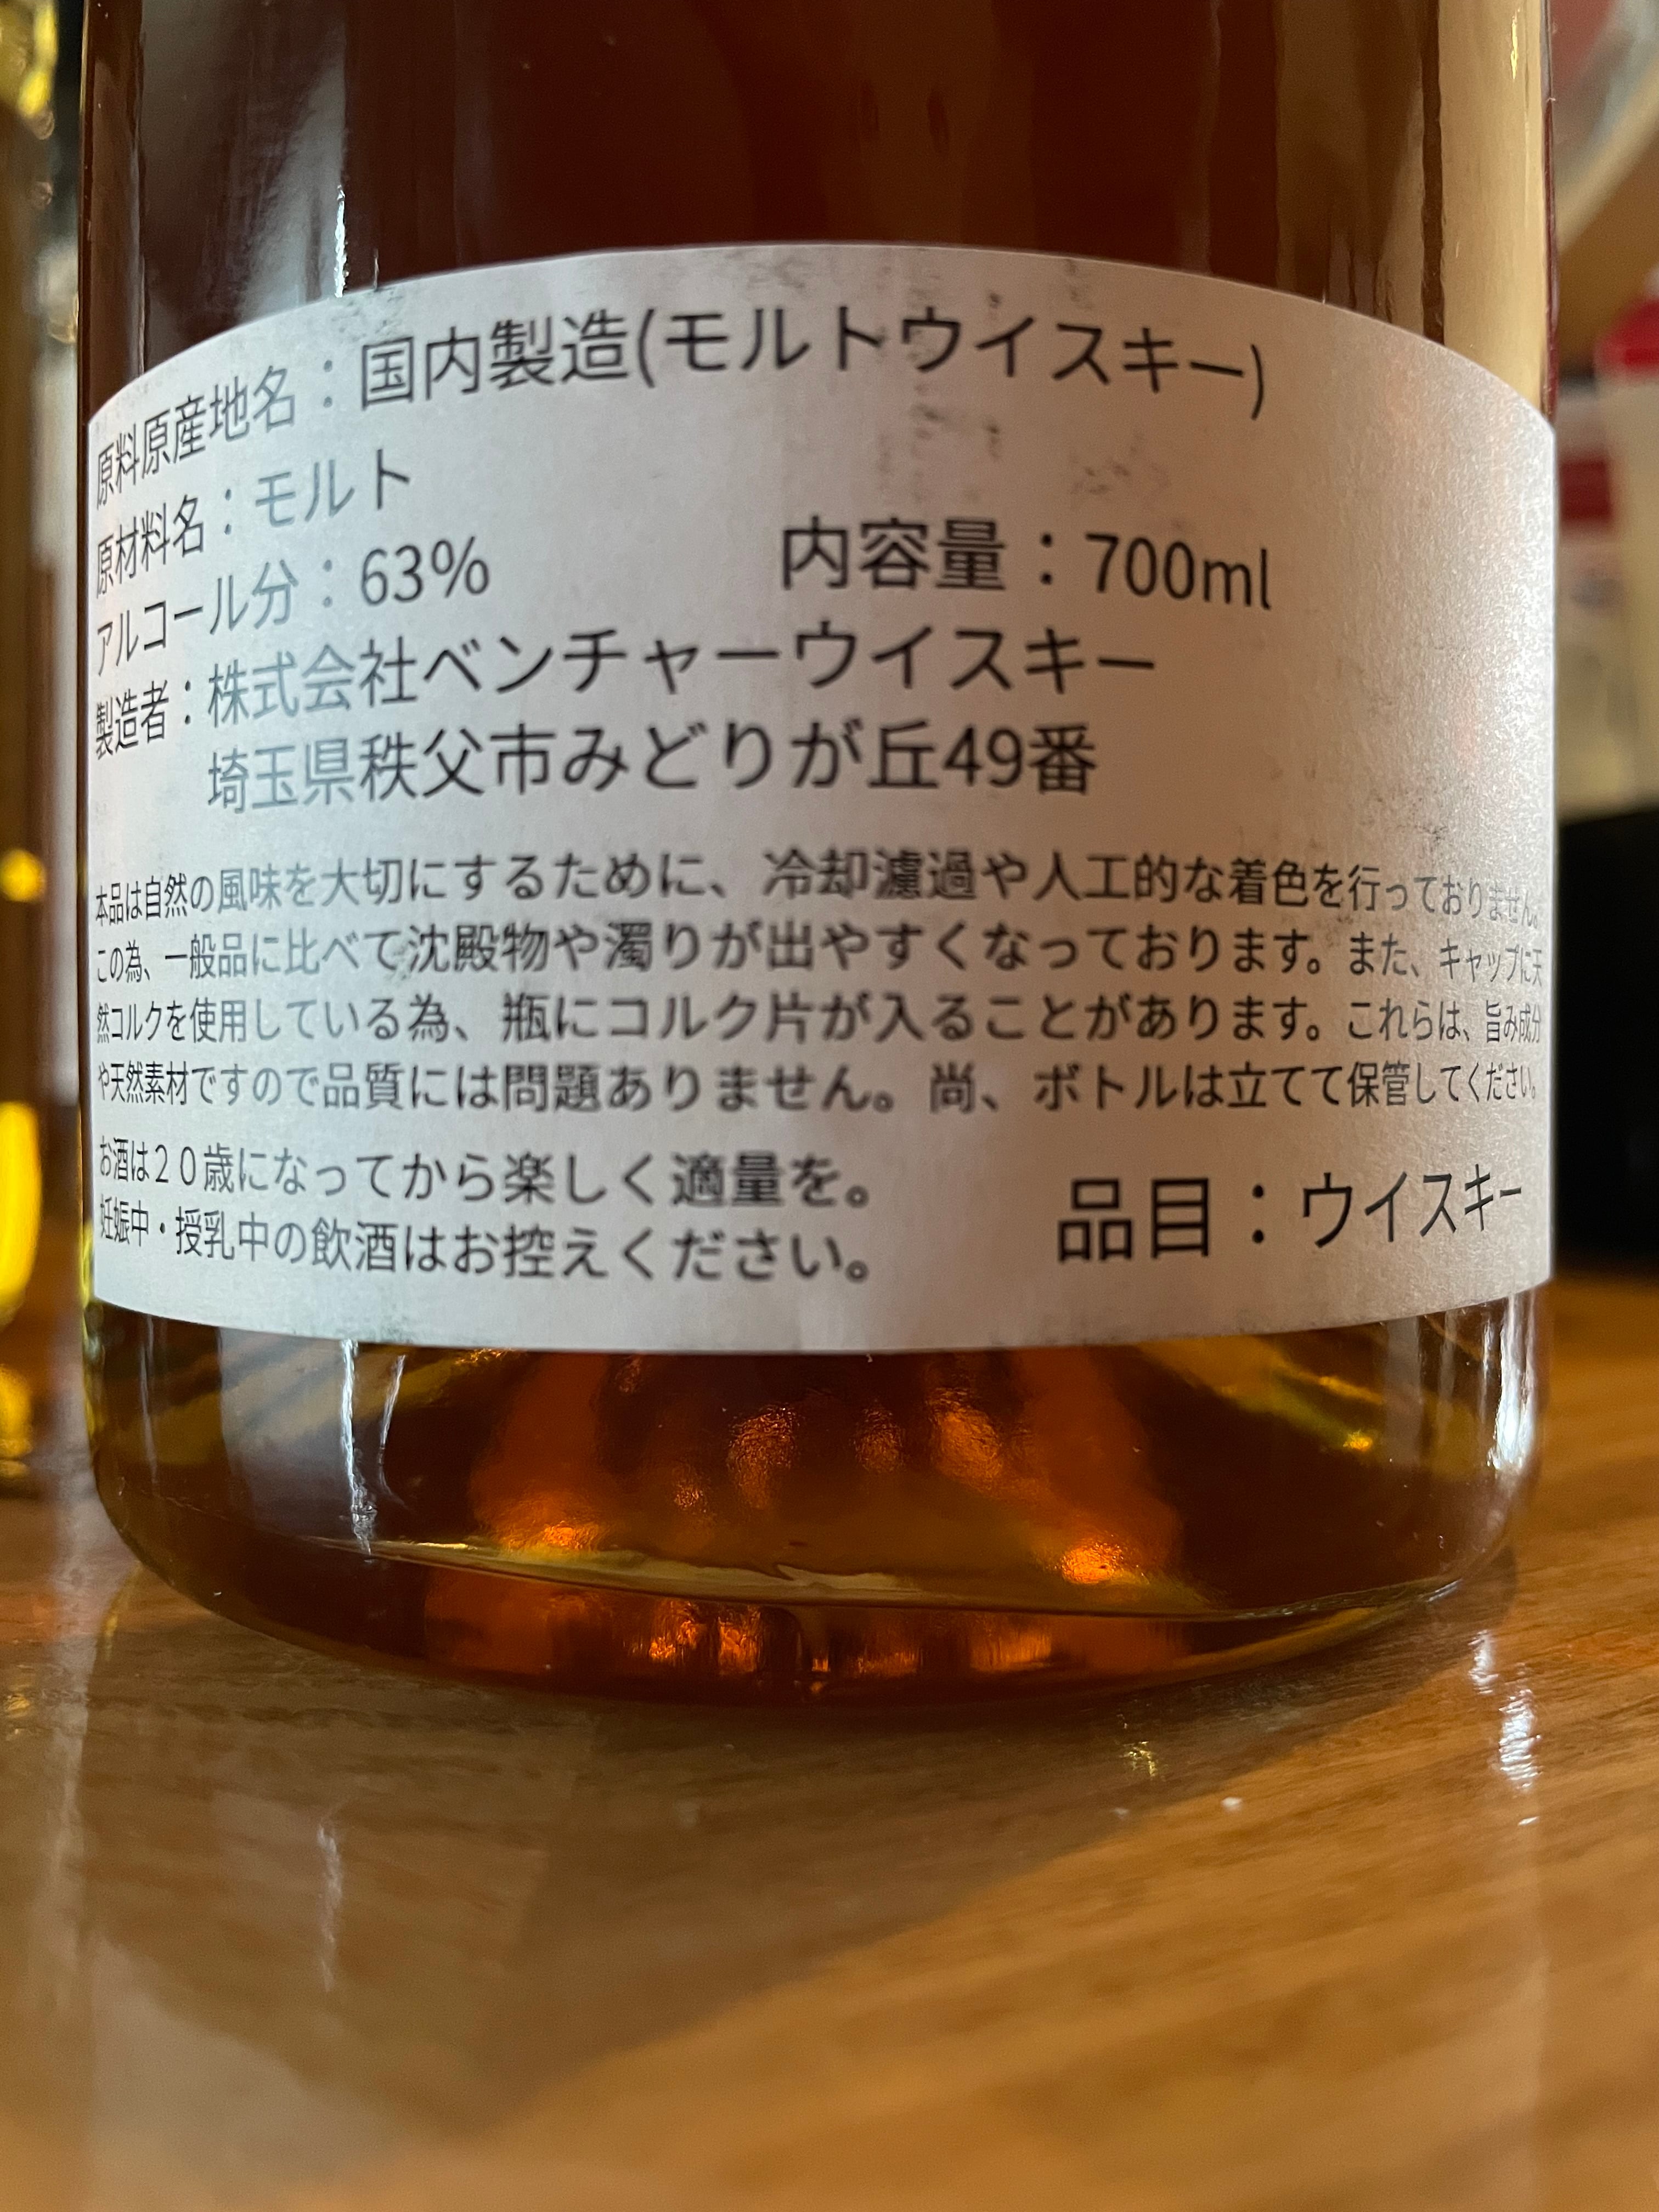 原料原産地名：国内製造(モルトウイスキー)
原材料名：モルト
アルコール分：63% 内容量：700ml
製造者：株式会社ベンチャーウイスキー
埼玉県秩父市みどりが丘49番
本品は自然の風味を大切にするために、冷却濾過や人工的な着色を行っておりません。
この為、一般品に比べて沈殿物や濁りが出やすくなっております。また、キャップに天
然コルクを使用している為、瓶にコルク片が入ることがあります。これらは、旨み成分
や天然素材ですので品質には問題ありません。尚、ボトルは立てて保管してください。
お酒は２０歳になってから楽しく適量を。
妊娠中・授乳中の飲酒はお控えください。
品目：ウイスキー